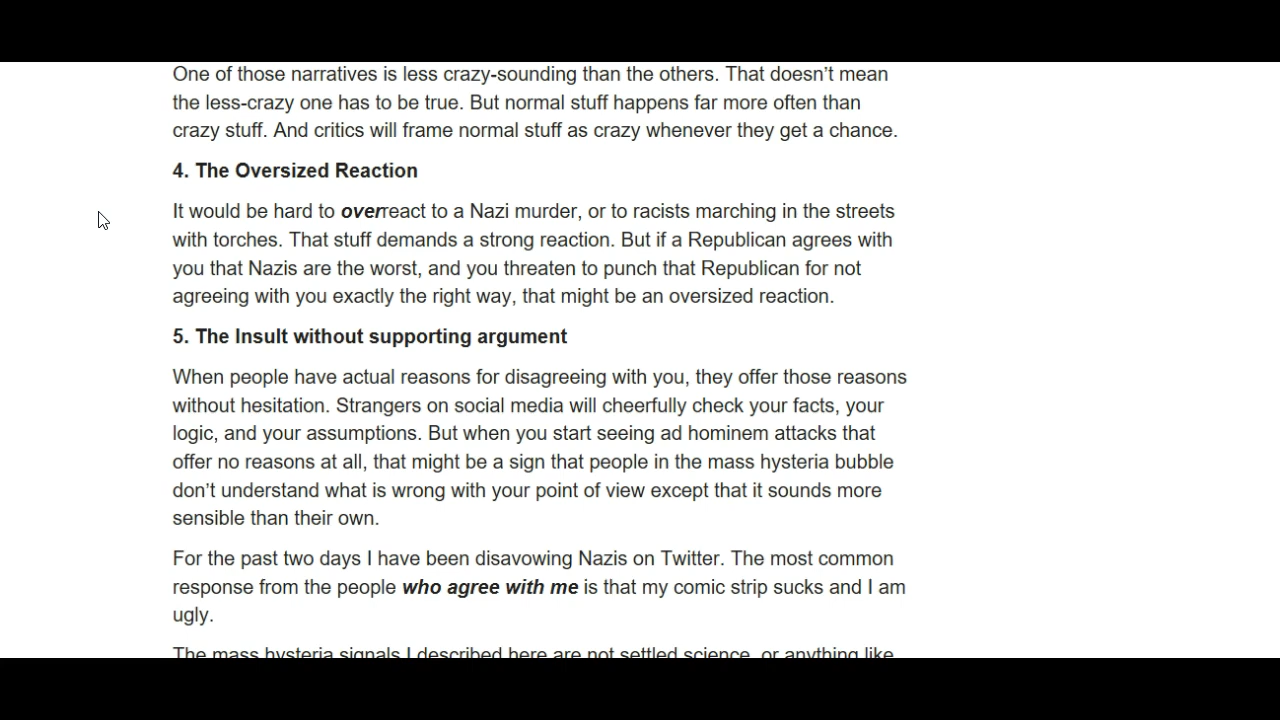 One of those narratives is less crazy-sounding than the others. That doesn’t mean
the less-crazy one has to be true. But normal stuff happens far more often than
crazy stuff. And critics will frame normal stuff as crazy whenever they get a chance.
4. The Oversized Reaction
It would be hard to overreact to a Nazi murder, or to racists marching in the streets
with torches. That stuff demands a strong reaction. But if a Republican agrees with
you that Nazis are the worst, and you threaten to punch that Republican for not
agreeing with you exactly the right way, that might be an oversized reaction.
5. The Insult without supporting argument
When people have actual reasons for disagreeing with you, they offer those reasons
without hesitation. Strangers on social media will cheerfully check your facts, your
logic, and your assumptions. But when you start seeing ad hominem attacks that
offer no reasons at all, that might be a sign that people in the mass hysteria bubble
don’t understand what is wrong with your point of view except that it sounds more
sensible than their own.
For the past two days I have been disavowing Nazis on Twitter. The most common
response from the people who agree with me is that my comic strip sucks and I am
ugly.
The mass hysteria signals I described here are not settled science, or anything like